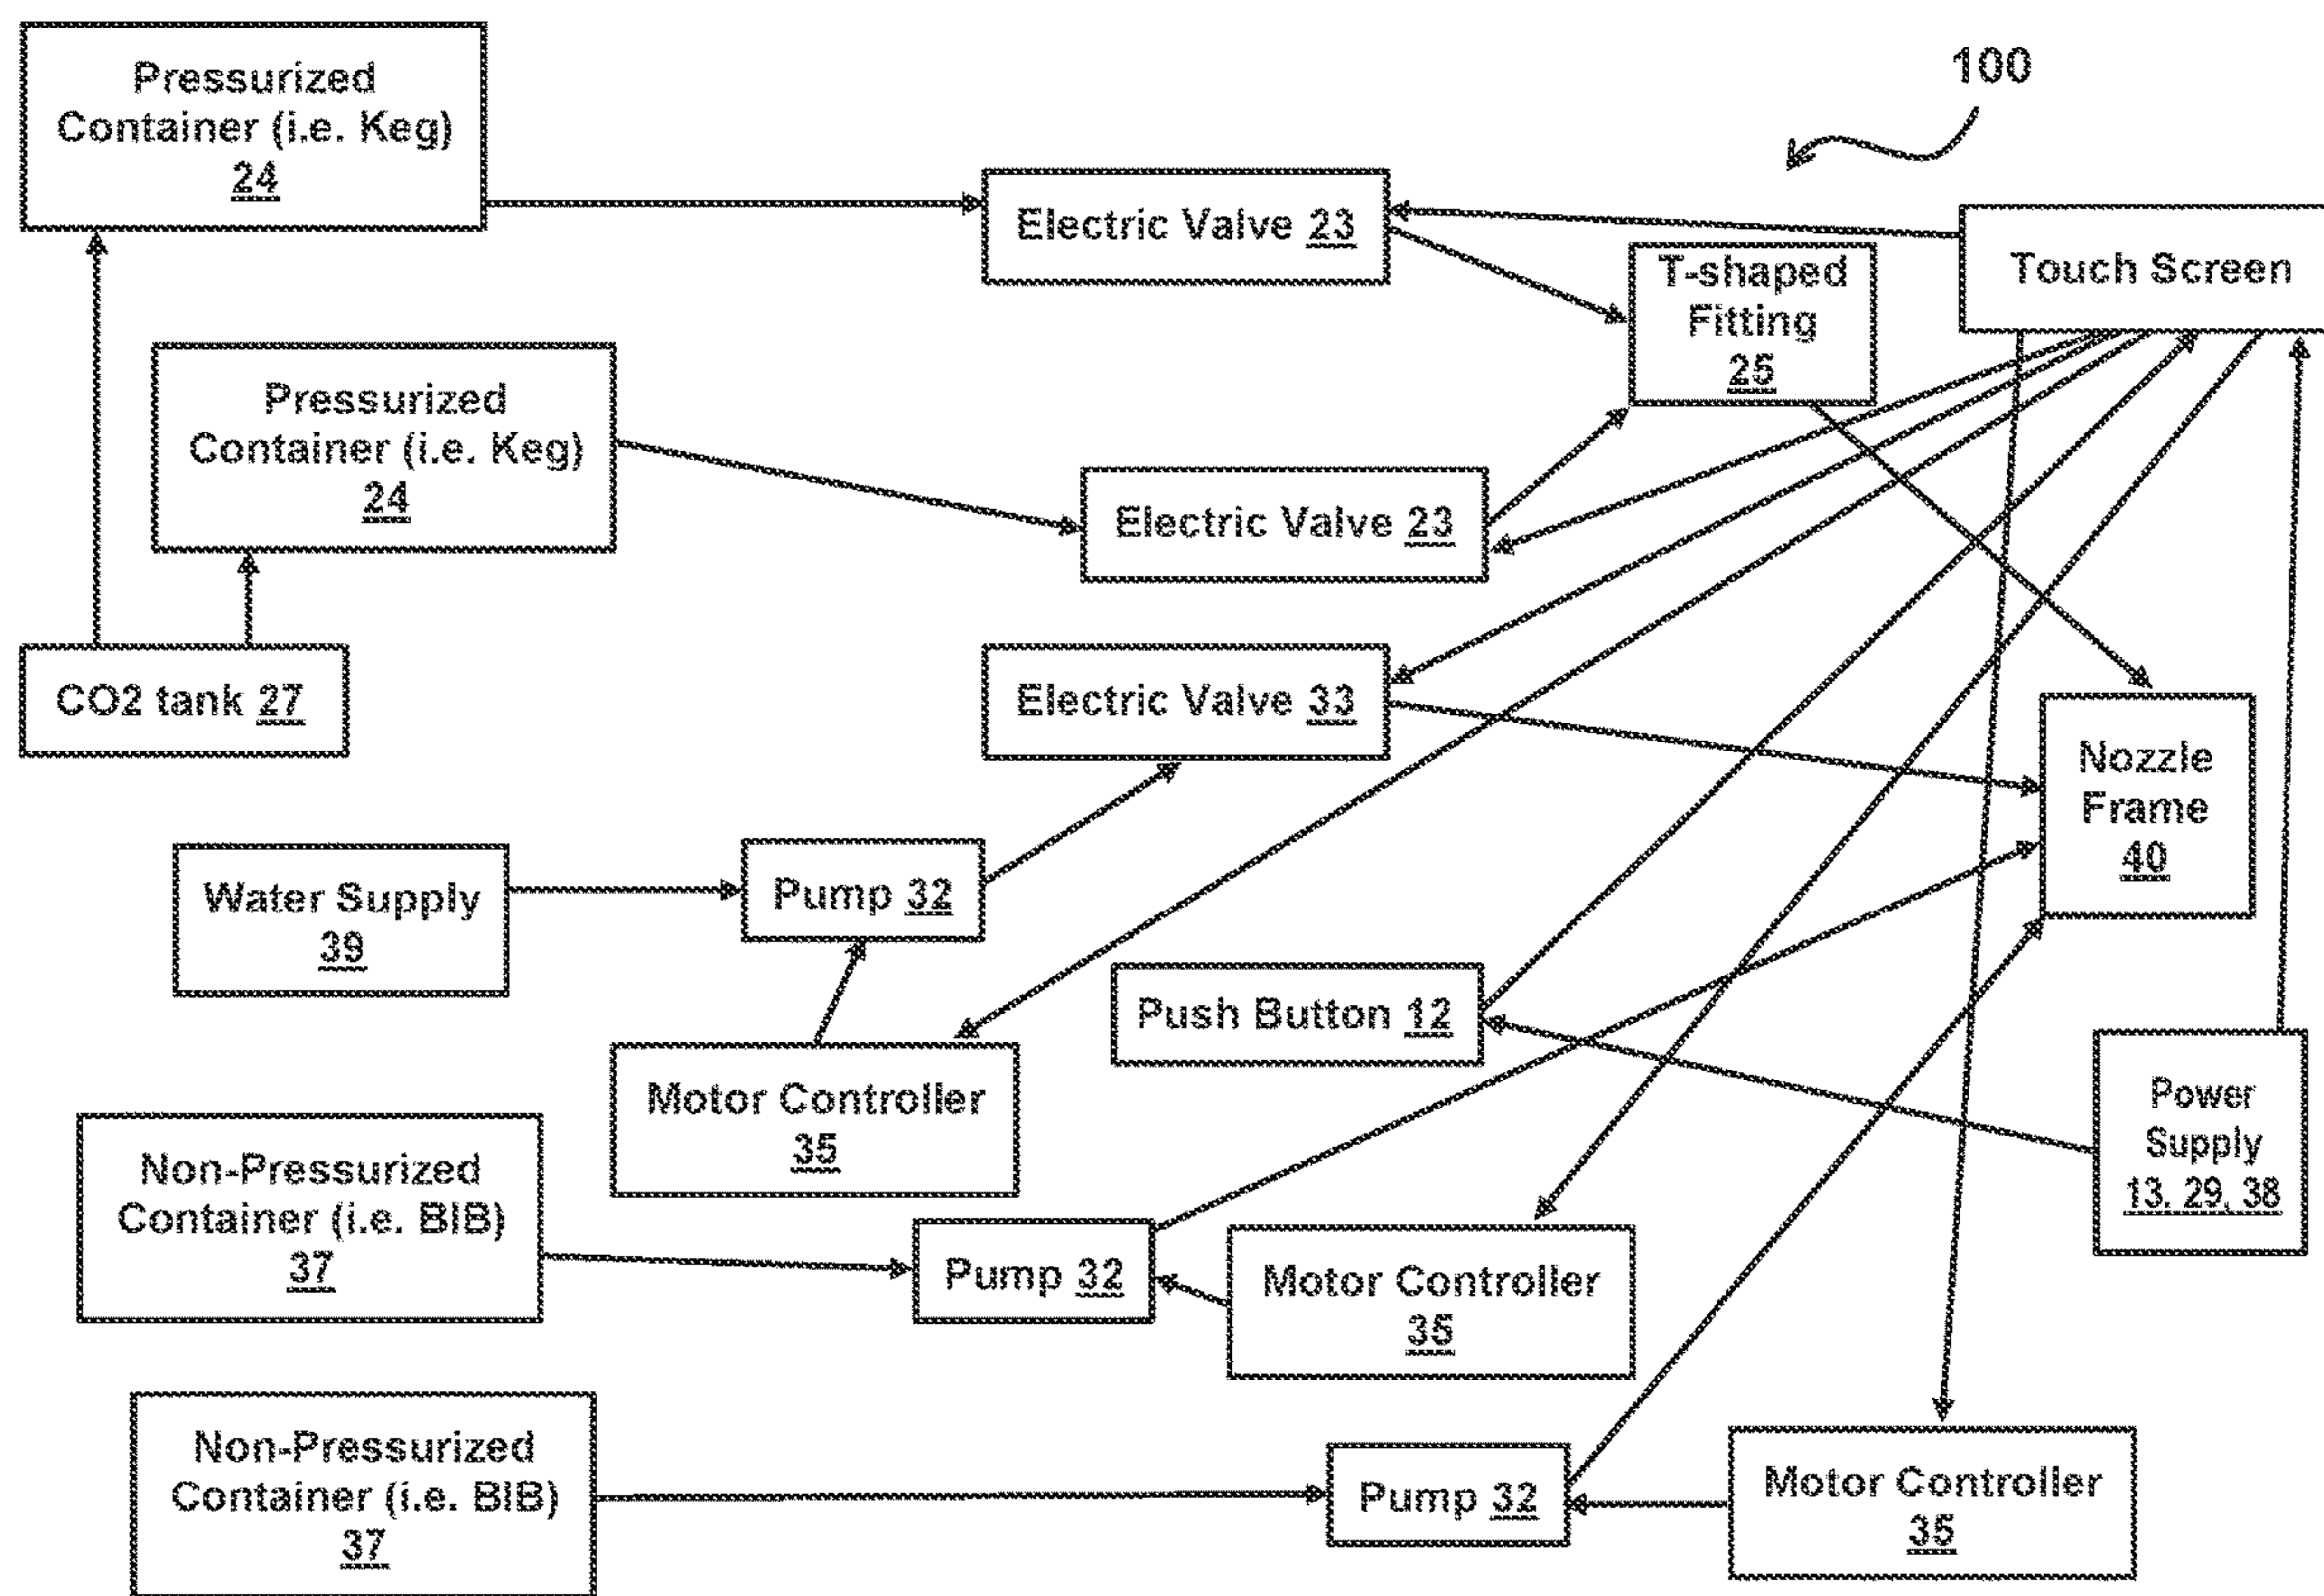 Pressurized
Container (i.e. Keg)
24
100
Electric Valve 23
Touch Screen
T-shaped
Fitting
25
Pressurized
Container (i.e. Keg)
24
Electric Valve 23
CO2 tank 27
Electric Valve 33
Nozzle
Frame
40
Water Supply
39
Pump 32
Push Button 12
Motor Controller
35
Power
Supply
13, 29, 38
Non-Pressurized
Container (i.e. BIB)
37
Pump 32
Motor Controller
35
Non-Pressurized
Container (i.e. BIB)
37
Pump 32
Motor Controller
35